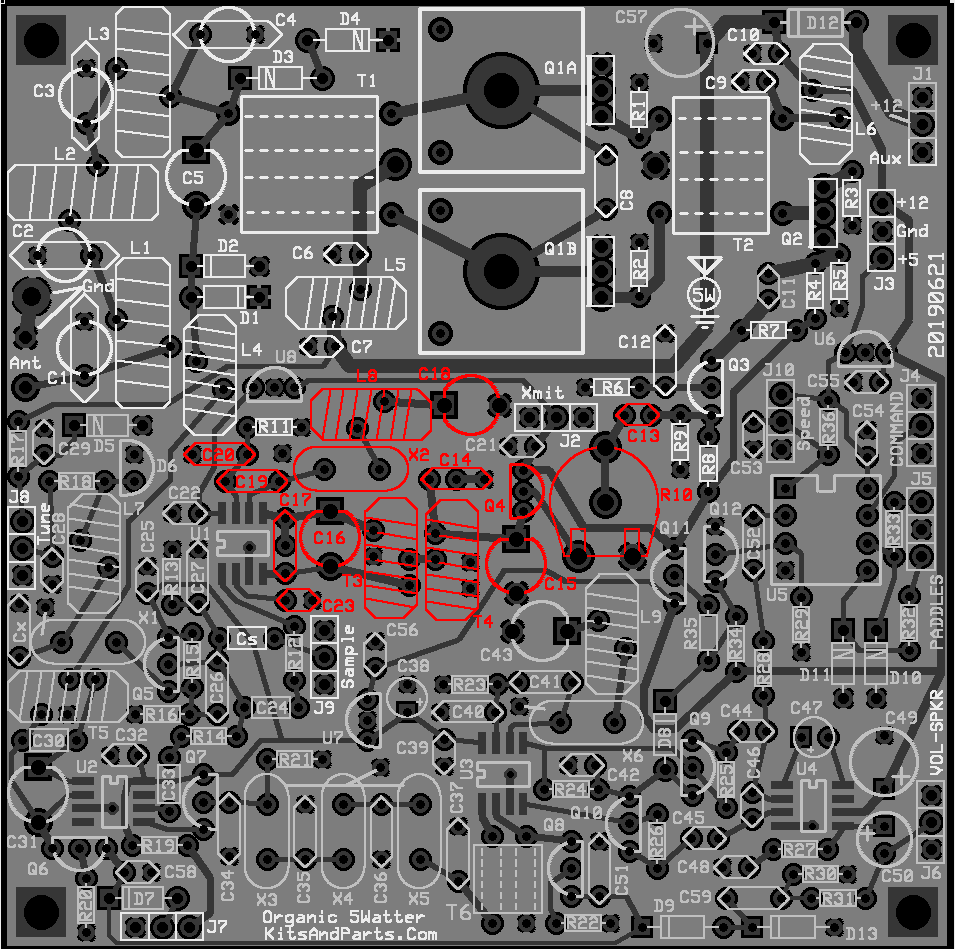 C4
D4
L3
D3
C57
D12
C10
T1
Q1A
C9
J1
C3
R1
+12
L6
L2
Aux
C5
C8
R3
+12
C2
Q2
Gnd
L1
D2
C6
Q1B
T2
+5
L5
R2
J3
Gnd
C11
R4
R5
5W
D1
20190621
C12
R7
U6
Ant
L4
U8
C7
Q3
C1
L8
C18
Xmit
R6
J10
C55
J4
R17
C29
D5
R11
C13
Speed
R36
C54
COMMAND
J2
C21
R9
C53
D6
C20
X2
R8
J8
R18
C19
C14
R10
J5
Tune
L7
C22
C17
Q4
Q12
C28
C25
U1
C16
Q11
C52
R33
R13
C27
T3
C15
U5
PADDLES
C23
T4
Cx
X1
L9
R29
R32
Cs
R12
Sample
C56
C43
R35
R34
R15
R28
D11
D10
Q5
C26
C38
R23
C41
R16
C24
J9
C40
D8
Q9
C44
C47
C49
VOL-SPKR
C30
T5
C32
R14
U7
C39
X6
Q7
R21
U3
C42
R25
C46
U4
U2
C33
C37
R24
Q10
C31
Q8
R26
C45
C50
Q6
R19
R27
J6
C58
C34
C35
C36
C48
R30
X3
X4
X5
C51
C59
R31
R20
D7
T6
Organic 5Watter
J7
KitsAndParts.Com
R22
D9
D13